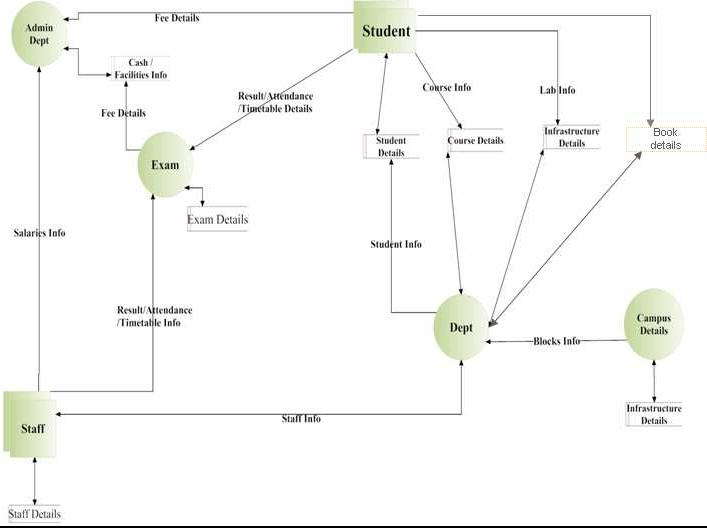 Fee Details
Admin
Dept
Student
Cash /
Facilities Info
Course Info
Result/Attendance
/Timetable Details
Lab Info
Fee Details
Student
Details
Course Details
Infrastructure
Details
Book
details
Exam
Exam Details
Salaries Info
Student Info
Result/Attendance
/Timetable Info
Dept
Campus
Details
Blocks Info
Infrastructure
Details
Staff Info
Staff
Staff Details